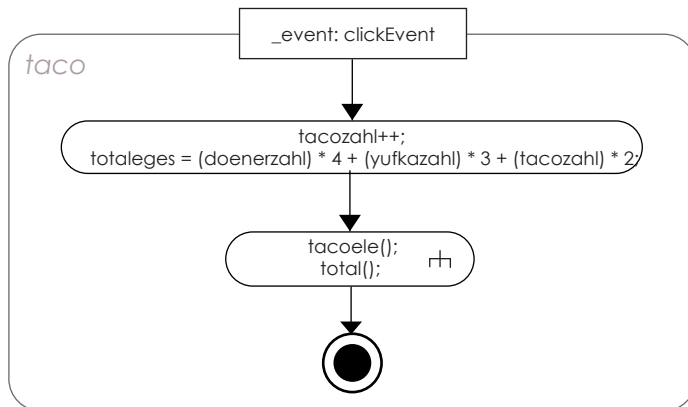 _event: clickEvent
taco
tacozahl++;
totaleges = (doenerzahl) * 4 + (yufkazahl) * 3 + (tacozahl) * 2;
tacoele();
total();